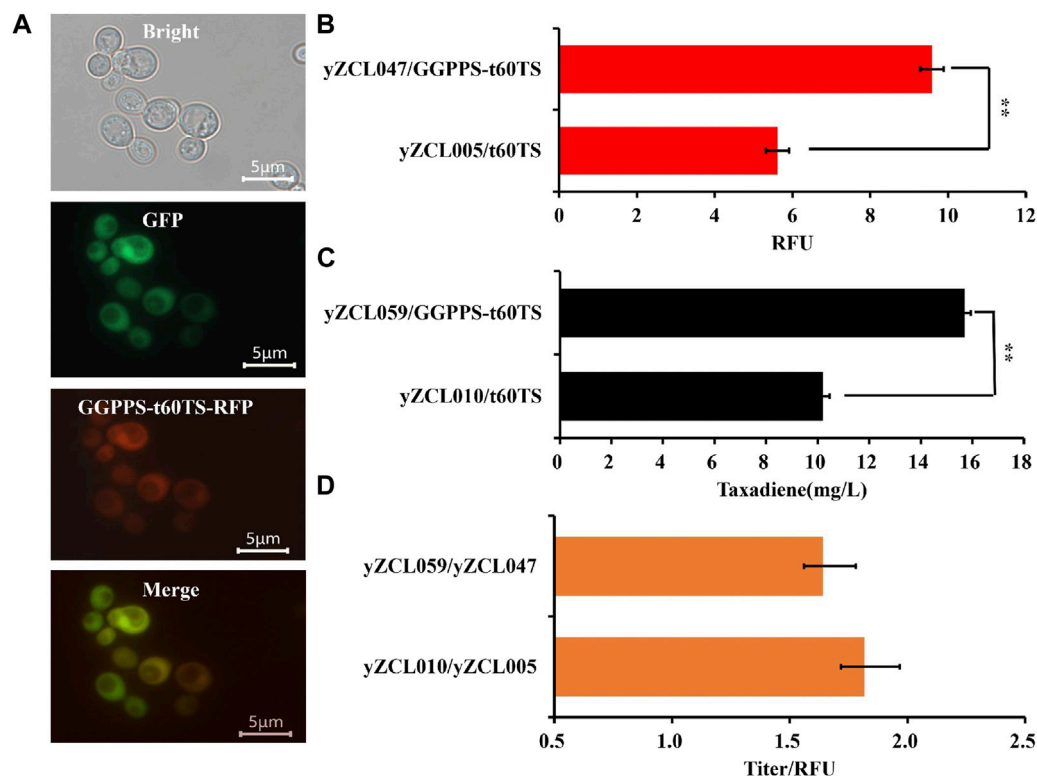 A
Bright
5μm
GFP
5μm
GGPPS-t60TS-RFP
5μm
Merge
5μm
B
yZCL047/GGPPS-t60TS
yZCL005/t60TS
**
0 2 4 6 8 10 12
RFU
C
yZCL059/GGPPS-t60TS
yZCL010/t60TS
**
0 2 4 6 8 10 12 14 16 18
Taxadiene(mg/L)
D
yZCL059/yZCL047
yZCL010/yZCL005
0.5 1.0 1.5 2.0 2.5
Titer/RFU